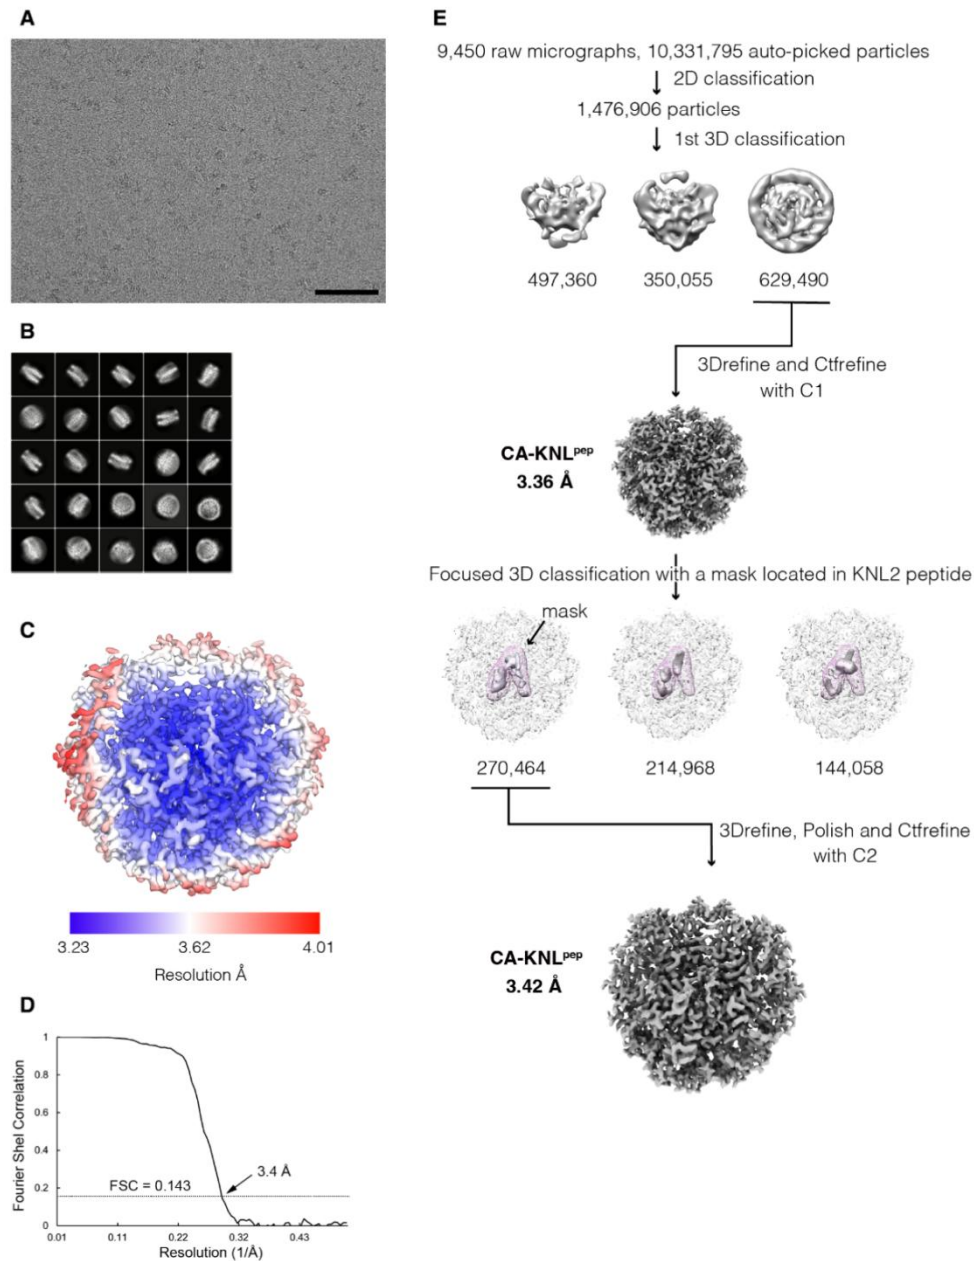 A
B
C
3.23
3.62
4.01
Resolution Å
D
Fourier Shel Correlation
1
0.8
0.6
0.4
0.2
0
FSC = 0.143
3.4 Å
0.01
0.11
0.22
0.32
0.43
Resolution (1/Å)
E
9,450 raw micrographs, 10,331,795 auto-picked particles
2D classification
1,476,906 particles
1st 3D classification
497,360
350,055
629,490
3Drefine and Ctfrefine
with C1
CA-KNLpep
3.36 Å
Focused 3D classification with a mask located in KNL2 peptide
mask
270,464
214,968
144,058
3Drefine, Polish and Ctfrefine
with C2
CA-KNLpep
3.42 Å